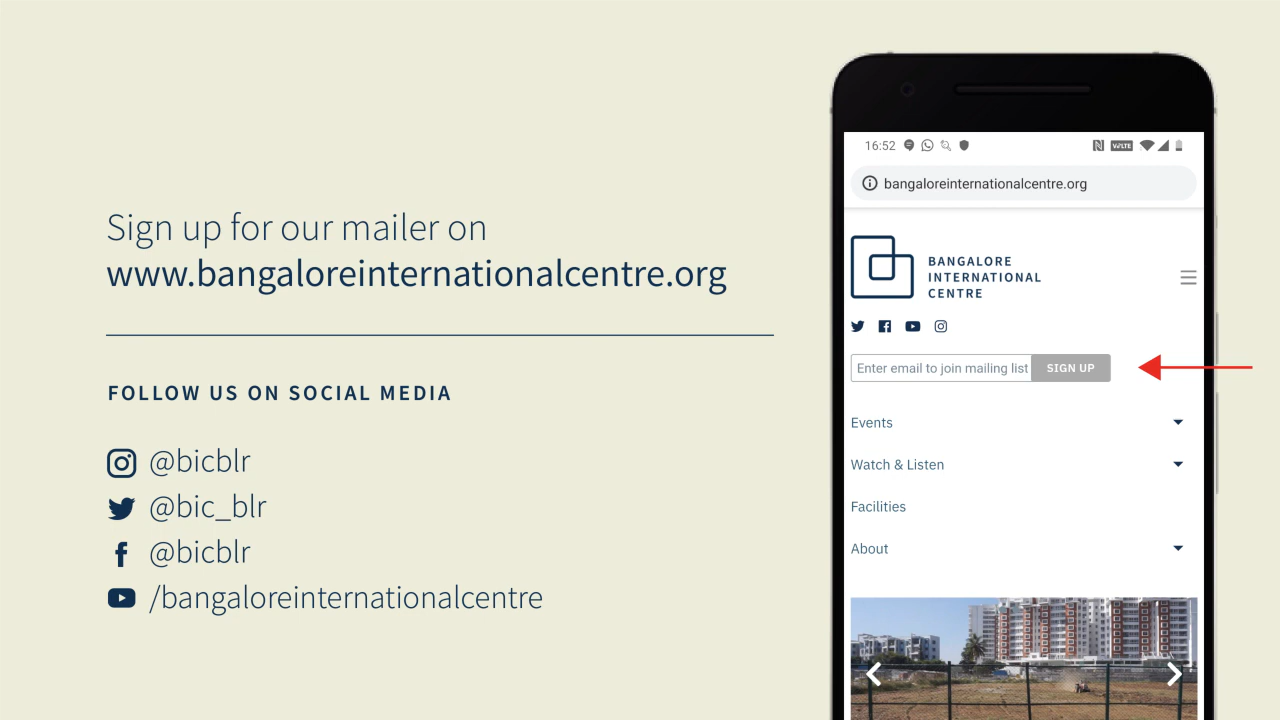 Sign up for our mailer on
www.bangaloreinternationalcentre.org
FOLLOW US ON SOCIAL MEDIA
@bicblr
@bic_blr
@bicblr
/bangaloreinternationalcentre
16:52
VoLTE
bangaloreinternationalcentre.org
BANGALORE
INTERNATIONAL
CENTRE
Enter email to join mailing list SIGN UP
Events
Watch & Listen
Facilities
About